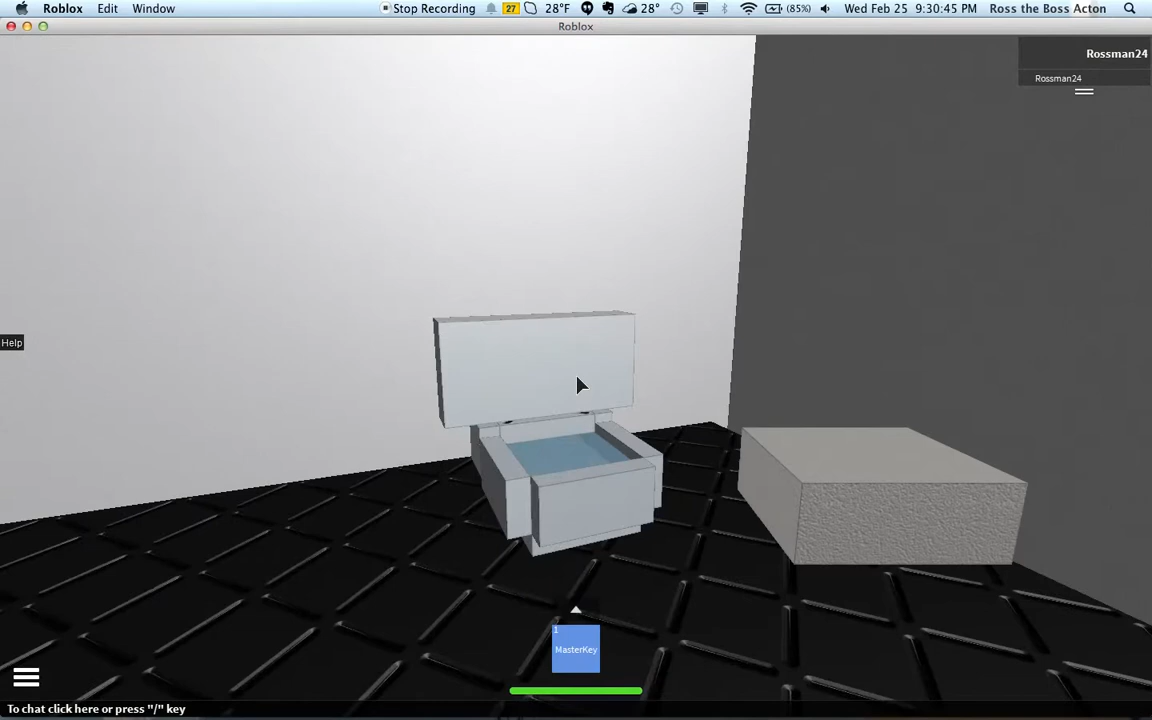 Roblox Edit Window Stop Recording 27 28°F 28° (85%) Wed Feb 25 9:30:45 PM Ross the Boss Acton
Roblox
Rossman24
Rossman24
Help
1
MasterKey
To chat click here or press "/" key